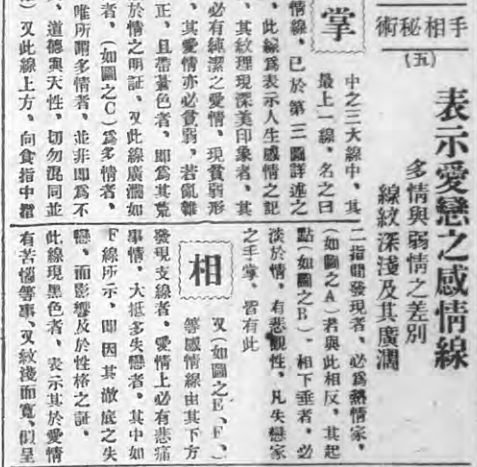 手相秘術
(五)
表示愛戀之感情線
多情與弱情之差別
線紋深淺及其廣濶
掌
中之三大線中、其
最上一線、名之曰
情線、已於第三圖詳述之
、此線爲表示人生感情之記
、其紋理現深美印象者、其
必有純潔之愛情、現貧弱形
、其愛情亦必貧弱、若亂雜
正、且帶蒼色者、卽爲其荒
於情之明証、又此線廣濶如
者、(如圖之C)爲多情者、
唯所謂多情者、並非卽爲不
、道德與天性、切勿混同並
)又此線上方、向食指中指
二指間發現者、必爲熱情家、
(如圖之A)若與此相反、其起
點(如圖之B)、相下垂者、必
淡於情、有悲觀性、凡失戀家
之手掌、皆有此
相
又(如圖之E、F、)
等感情線由其下方
發現支線者、愛情上必有悲痛
事情、大抵多失戀者、其中如
F線所示、卽因其澈底之失
戀、而影響及於性格之証、
此線現黑色者、表示其於愛情
有苦惱等事、又紋淺而寬、似呈